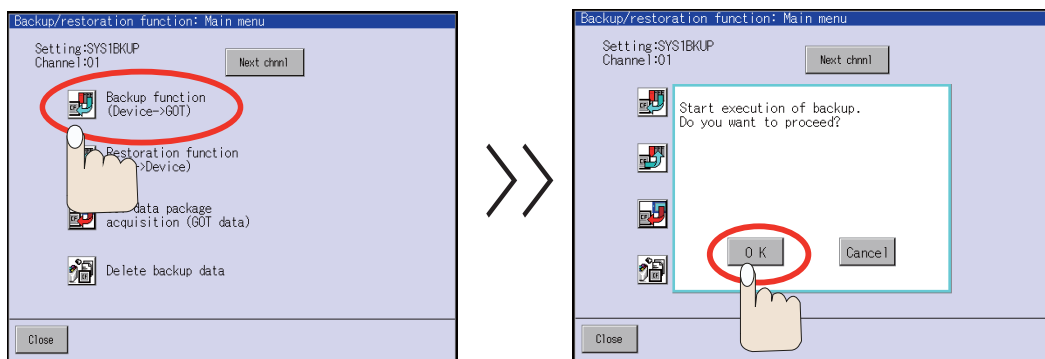 Backup/restoration function: Main menu
Setting:SYS1BKUP
Channel:01
Next chnnl
Backup function
(Device->GOT)
Restoration function
->Device)
data package
acquisition (GOT data)
Delete backup data
Close
Backup/restoration function: Main menu
Setting:SYS1BKUP
Channel:01
Next chnnl
Start execution of backup.
Do you want to proceed?
O K
Cancel
Close